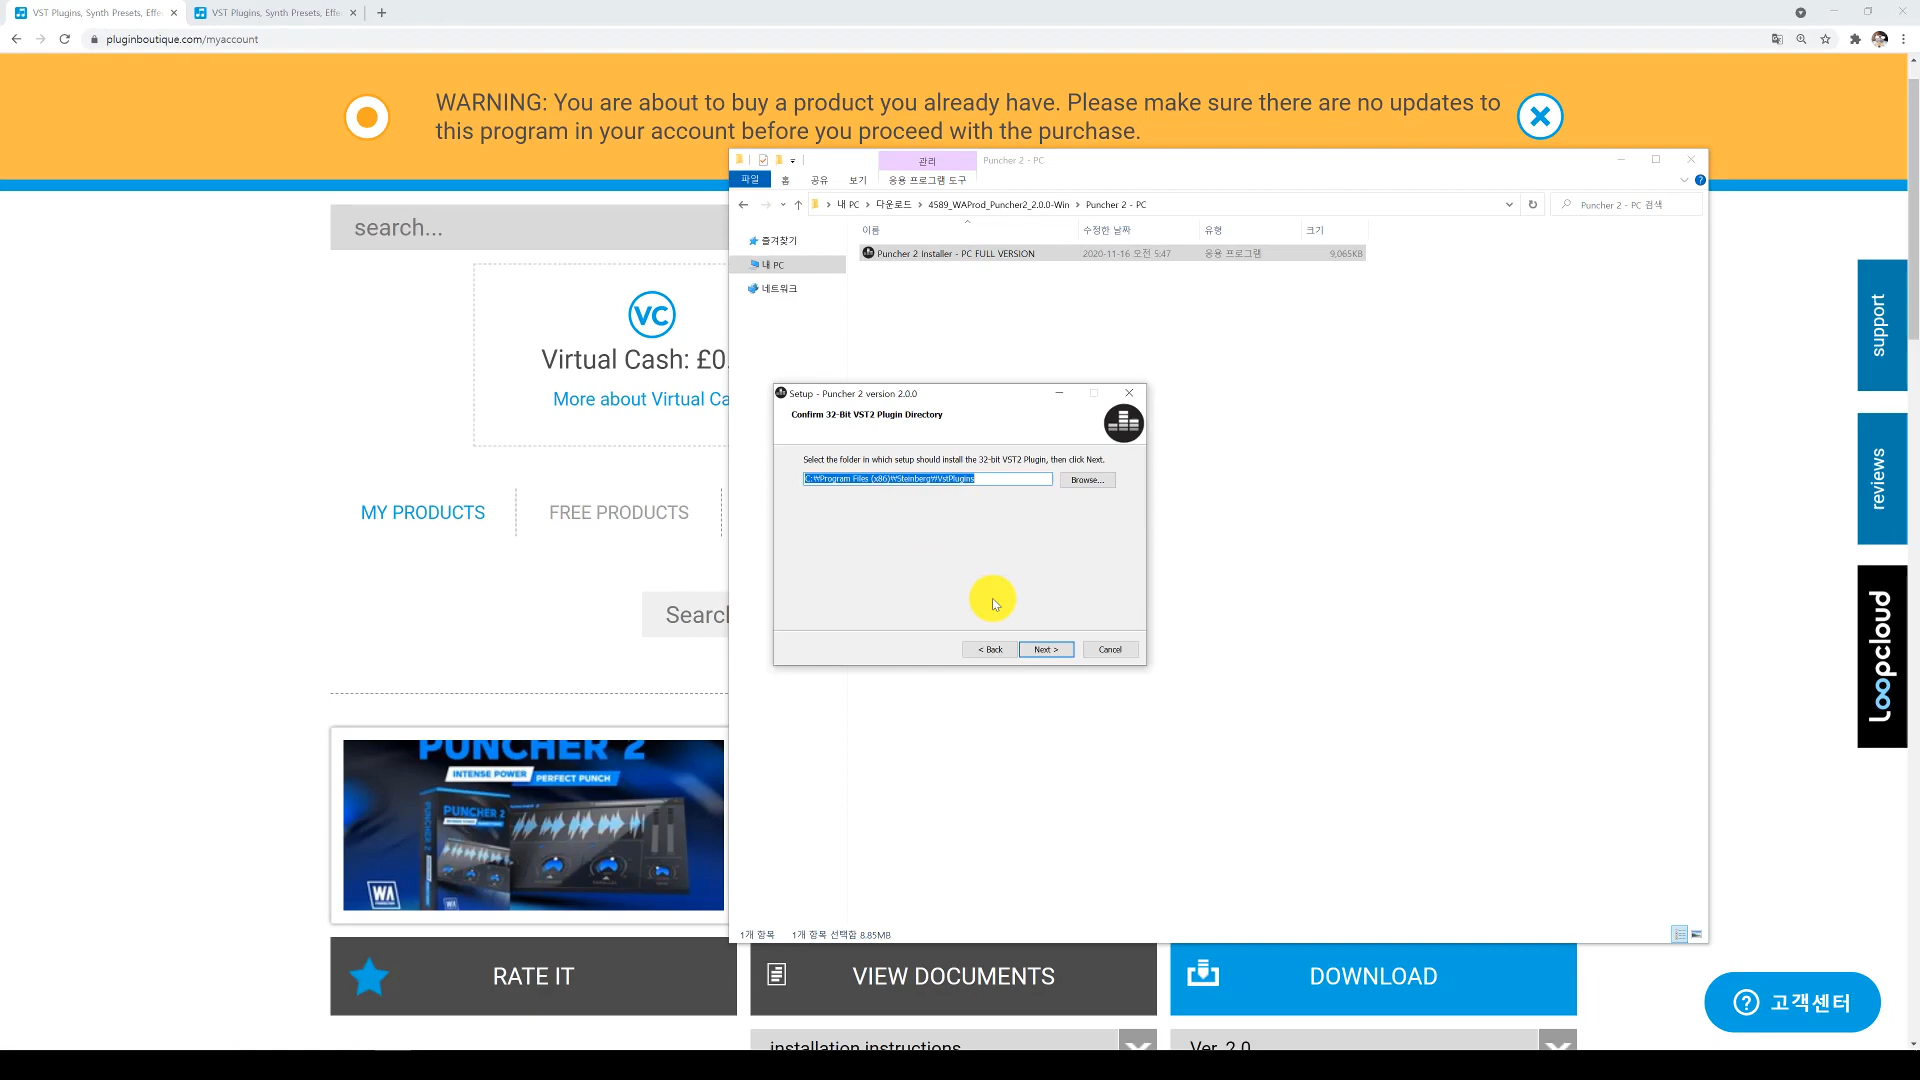 VST Plugins, Synth Presets, Effe
VST Plugins, Synth Presets, Effe
pluginboutique.com/myaccount
WARNING: You are about to buy a product you already have. Please make sure there are no updates to
this program in your account before you proceed with the purchase.
search...
VC
Virtual Cash: £0.
More about Virtual Ca
MY PRODUCTS
FREE PRODUCTS
Search
관리
Puncher 2 - PC
파일
홈
공유
보기
응용 프로그램 도구
내 PC
다운로드
4589_WAProd_Puncher2_2.0.0-Win
Puncher 2 - PC
Puncher 2 - PC 검색
이름
수정한 날짜
유형
크기
즐겨찾기
내 PC
네트워크
Puncher 2 Installer - PC FULL VERSION
2020-11-16 오전 5:47
응용 프로그램
9,065KB
Setup - Puncher 2 version 2.0.0
Confirm 32-Bit VST2 Plugin Directory
Select the folder in which setup should install the 32-bit VST2 Plugin, then click Next.
C:₩Program Files (x86)₩Steinberg₩VstPlugins
Browse...
< Back
Next >
Cancel
1개 항목
1개 항목 선택함 8.85MB
support
reviews
loopcloud
PUNCHER 2
INTENSE POWER
PERFECT PUNCH
PUNCHER 2
WA
RATE IT
VIEW DOCUMENTS
DOWNLOAD
installation instructions
Ver. 2.0
고객센터